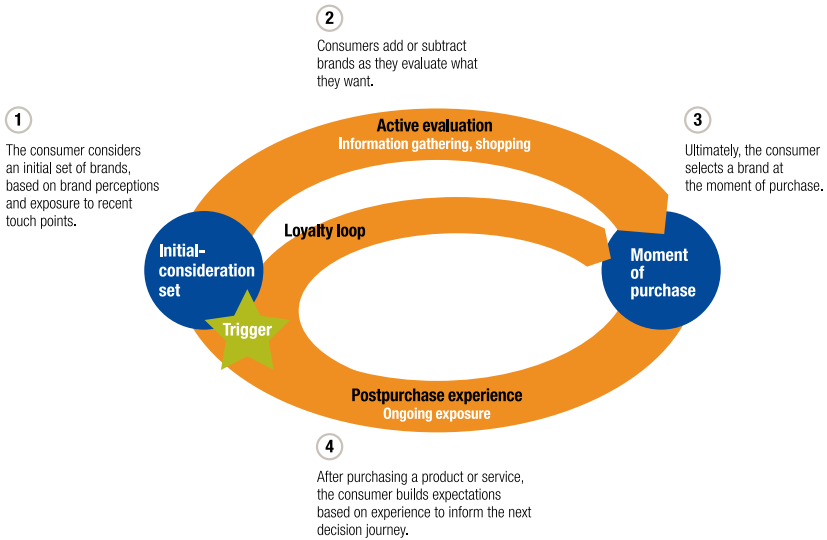 2
Consumers add or subtract
brands as they evaluate what
they want.
1
The consumer considers
an initial set of brands,
based on brand perceptions
and exposure to recent
touch points.
3
Ultimately, the consumer
selects a brand at
the moment of purchase.
Active evaluation
Information gathering, shopping
Loyalty loop
Initial-
consideration
set
Moment
of
purchase
Trigger
Postpurchase experience
Ongoing exposure
4
After purchasing a product or service,
the consumer builds expectations
based on experience to inform the next
decision journey.